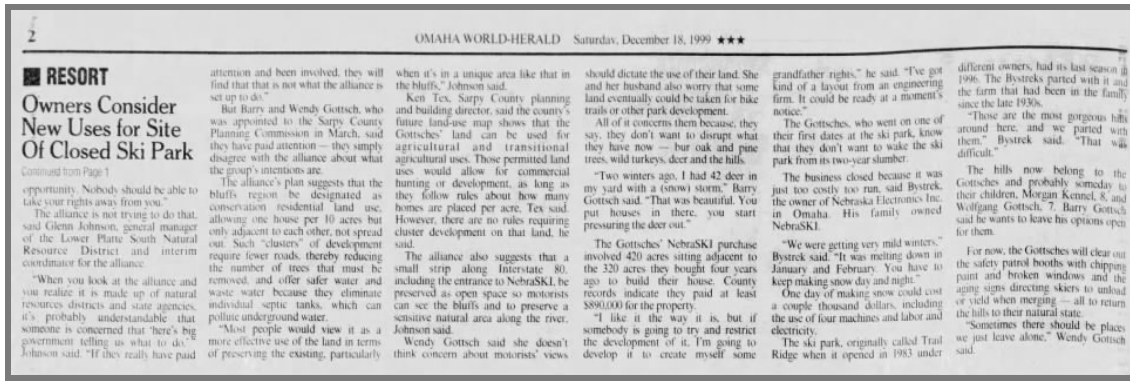 2
OMAHA WORLD-HERALD Saturday, December 18, 1999 ★★★
RESORT
Owners Consider
New Uses for Site
Of Closed Ski Park
Continued from Page 1
opportunity. Nobody should be able to
take your rights away from you."
The alliance is not trying to do that,
said Glenn Johnson, general manager
of the Lower Platte South Natural
Resource District and interim
coordinator for the alliance.
"When you look at the alliance and
you realize it is made up of natural
resources districts and state agencies,
it's probably understandable that
someone is concerned that 'here's big
government telling us what to do,'"
Johnson said. "If they really have paid
attention and been involved, they will
find that that is not what the alliance is
set up to do."
But Barry and Wendy Gottsch, who
was appointed to the Sarpy County
Planning Commission in March, said
they have paid attention — they simply
disagree with the alliance about what
the group's intentions are.
The alliance's plan suggests that the
bluffs region be designated as
conservation residential land use,
allowing one house per 10 acres but
only adjacent to each other, not spread
out. Such "clusters" of development
require fewer roads, thereby reducing
the number of trees that must be
removed, and offer safer water and
waste water because they eliminate
individual septic tanks, which can
pollute underground water.
"Most people would view it as a
more effective use of the land in terms
of preserving the existing, particularly
when it's in a unique area like that in
the bluffs," Johnson said.
Ken Tex, Sarpy County planning
and building director, said the county's
future land-use map shows that the
Gottsches' land can be used for
agricultural and transitional
agricultural uses. Those permitted land
uses would allow for commercial
hunting or development, as long as
they follow rules about how many
homes are placed per acre, Tex said.
However, there are no rules requiring
cluster development on that land, he
said.
The alliance also suggests that a
small strip along Interstate 80,
including the entrance to NebraSKI, be
preserved as open space so motorists
can see the bluffs and to preserve a
sensitive natural area along the river,
Johnson said.
Wendy Gottsch said she doesn't
think concern about motorists' views
should dictate the use of their land. She
and her husband also worry that some
land eventually could be taken for bike
trails or other park development.
All of it concerns them because, they
say, they don't want to disrupt what
they have now — bur oak and pine
trees, wild turkeys, deer and the hills.
"Two winters ago, I had 42 deer in
my yard with a (snow) storm," Barry
Gottsch said. "That was beautiful. You
put houses in there, you start
pressuring the deer out."
The Gottsches' NebraSKI purchase
involved 420 acres sitting adjacent to
the 320 acres they bought four years
ago to build their house. County
records indicate they paid at least
$890,000 for the property.
"I like it the way it is, but if
somebody is going to try and restrict
the development of it, I'm going to
develop it to create myself some
grandfather rights," he said. "I've got
kind of a layout from an engineering
firm. It could be ready at a moment's
notice."
The Gottsches, who went on one of
their first dates at the ski park, know
that they don't want to wake the ski
park from its two-year slumber.
The business closed because it was
just too costly too run, said Bystrek,
the owner of Nebraska Electronics Inc.
in Omaha. His family owned
NebraSKI.
"We were getting very mild winters,"
Bystrek said. "It was melting down in
January and February. You have to
keep making snow day and night."
One day of making snow could cost
a couple thousand dollars, including
the use of four machines and labor and
electricity.
The ski park, originally called Trail
Ridge when it opened in 1983 under
different owners, had its last season in
1996. The Bystreks parted with it and
the farm that had been in the family
since the late 1930s.
"Those are the most gorgeous hills
around here, and we parted with
them," Bystrek said. "That was
difficult."
The hills now belong to the
Gottsches and probably someday to
their children, Morgan Kennel, 8, and
Wolfgang Gottsch, 7. Barry Gottsch
said he wants to leave his options open
for them.
For now, the Gottsches will clear out
the safety patrol booths with chipping
paint and broken windows and the
aging signs directing skiers to unload
or yield when merging — all to return
the hills to their natural state.
"Sometimes there should be places
we just leave alone," Wendy Gottsch
said.